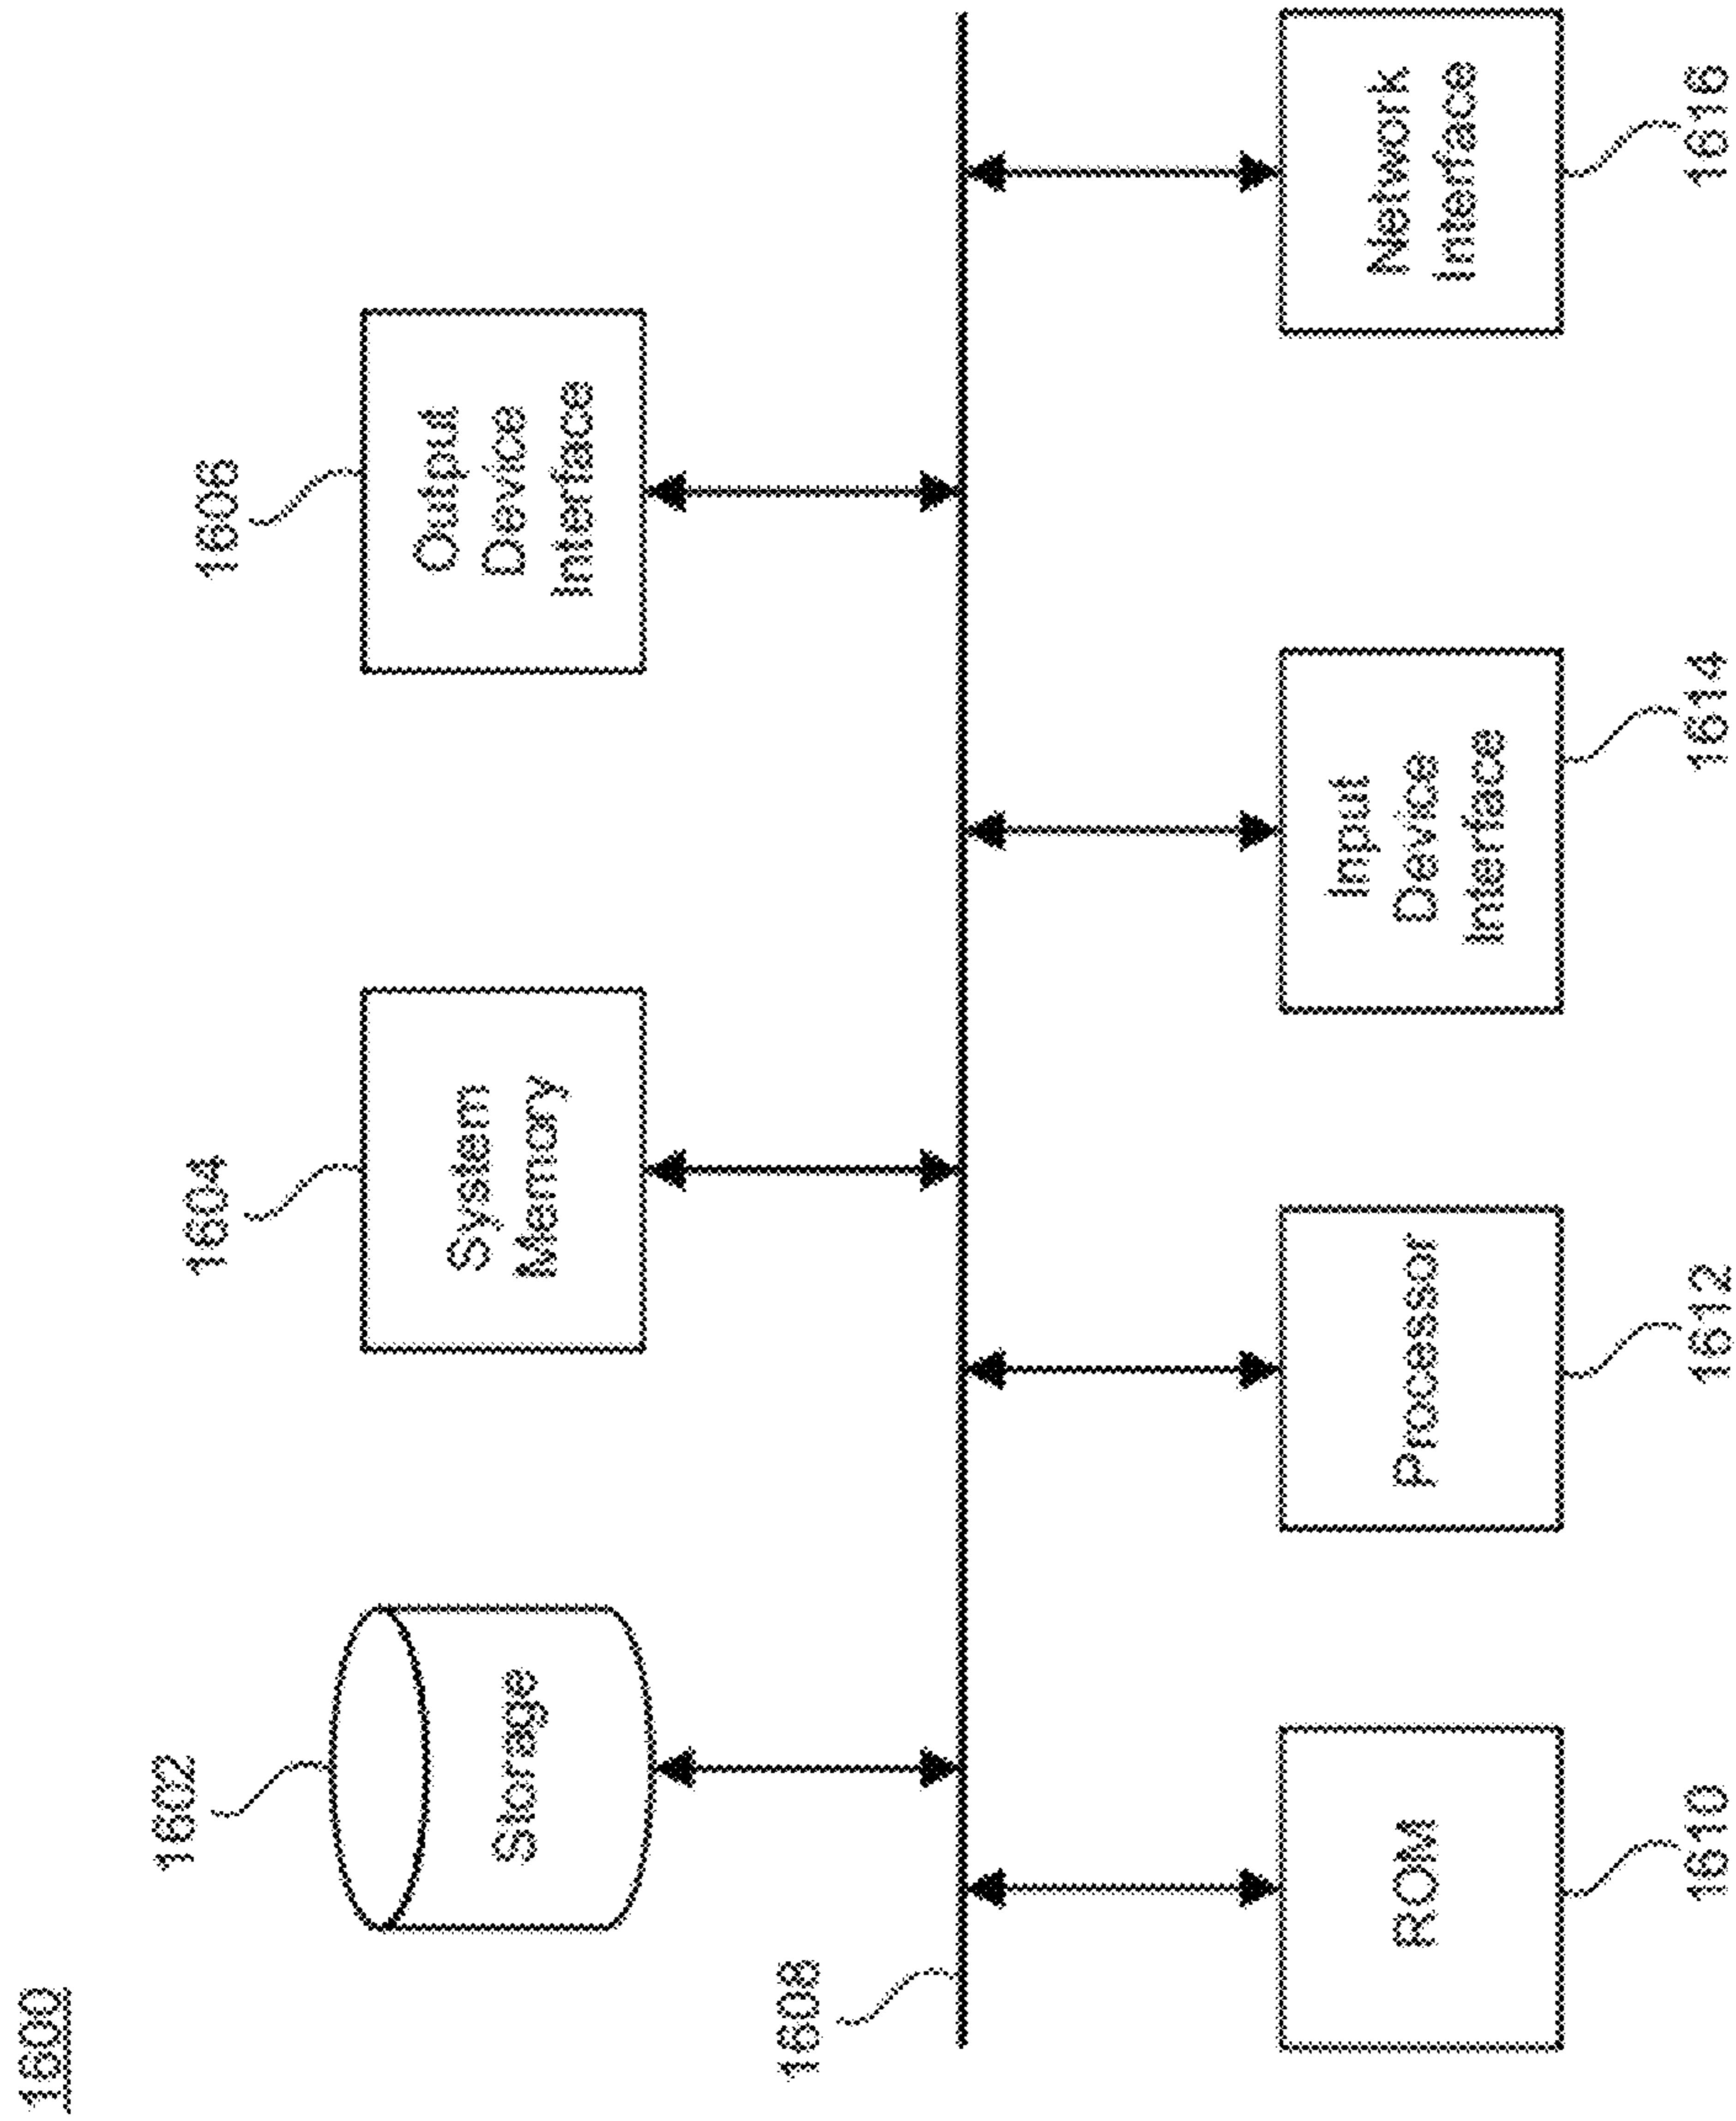 1600
1602
Storage
1604
System
Memory
1606
Output
Device
Interface
1608
ROM
1610
Processor
1612
Input
Device
Interface
1614
Network
Interface
1616